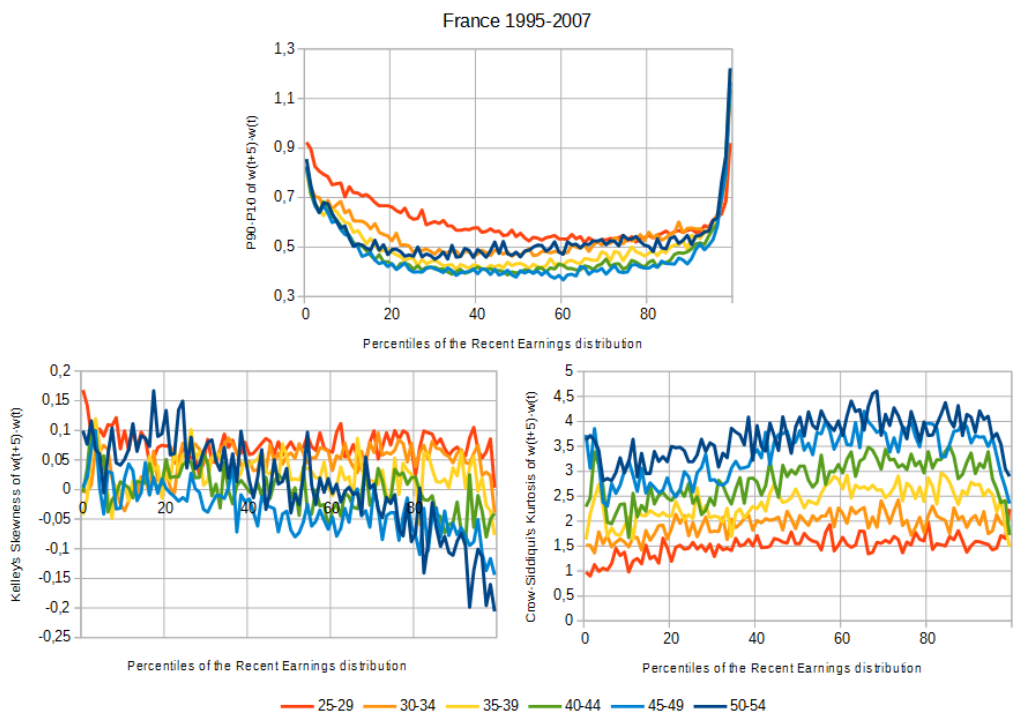 France 1995-2007
P90-P10 of w(t+5)-w(t)
1,3
1,1
0,9
0,7
0,5
0,3
0 20 40 60 80
Percentiles of the Recent Earnings distribution
Kelley's Skewness of w(t+5)-w(t)
0,2
0,15
0,1
0,05
0
-0,05
-0,1
-0,15
-0,2
-0,25
0 20 40 60 80
Percentiles of the Recent Earnings distribution
Crow-Siddiqui's Kurtosis of w(t+5)-w(t)
5
4,5
4
3,5
3
2,5
2
1,5
1
0,5
0
0 20 40 60 80
Percentiles of the Recent Earnings distribution
25-29 30-34 35-39 40-44 45-49 50-54